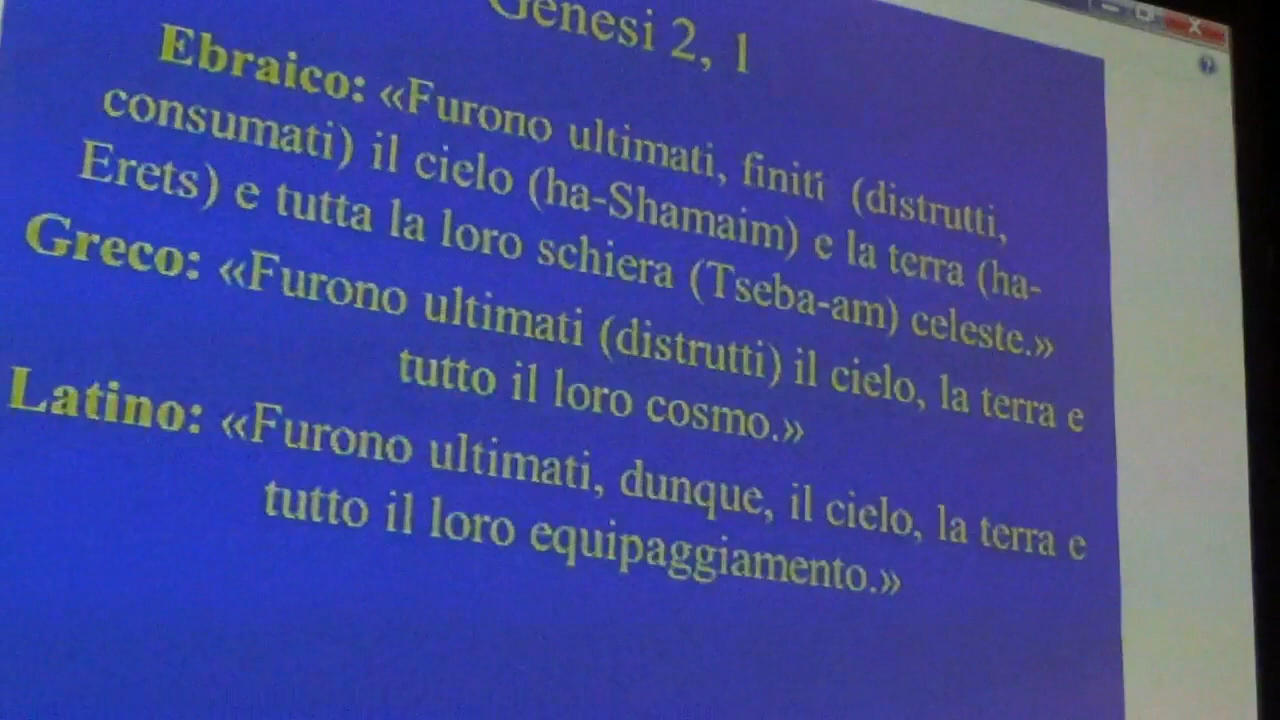 Genesi 2, 1
Ebraico: «Furono ultimati, finiti (distrutti,
consumati) il cielo (ha-Shamaim) e la terra (ha-
Erets) e tutta la loro schiera (Tseba-am) celeste.»
Greco: «Furono ultimati (distrutti) il cielo, la terra e
tutto il loro cosmo.»
Latino: «Furono ultimati, dunque, il cielo, la terra e
tutto il loro equipaggiamento.»